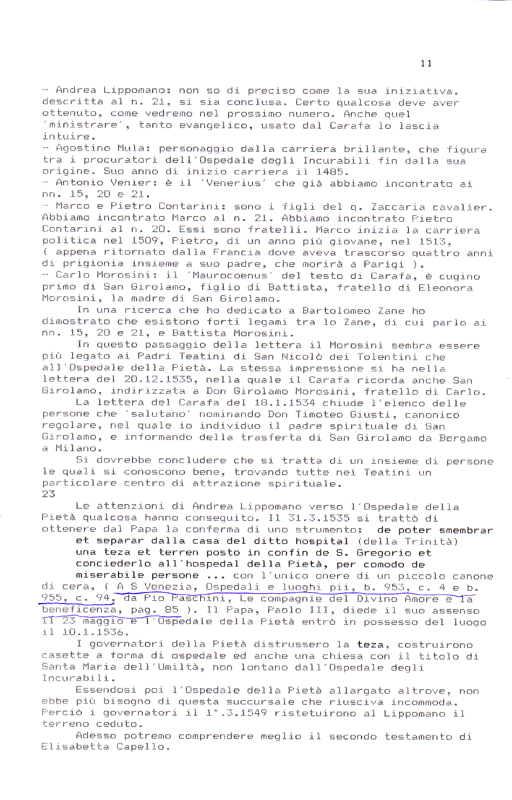 11
- Andrea Lippomano: non so di preciso come la sua iniziativa,
descritta al n. 21, si sia conclusa. Certo qualcosa deve aver
ottenuto, come vedremo nel prossimo numero. Anche quel
'ministrare', tanto evangelico, usato dal Carafa lo lascia
intuire.
- Agostino Mula: personaggio dalla carriera brillante, che figura
tra i procuratori dell'Ospedale degli Incurabili fin dalla sua
origine. Suo anno di inizio carriera il 1485.
- Antonio Venier: è il 'Venerius' che già abbiamo incontrato ai
nn. 15, 20 e 21.
- Marco e Pietro Contarini: sono i figli del q. Zaccaria cavalier.
Abbiamo incontrato Marco al n. 21. Abbiamo incontrato Pietro
Contarini al n. 20. Essi sono fratelli. Marco inizia la carriera
politica nel 1509, Pietro, di un anno più giovane, nel 1513,
( appena ritornato dalla Francia dove aveva trascorso quattro anni
di prigionia insieme a suo padre, che morirà a Parigi ).
- Carlo Morosini: il 'Maurocoenus' del testo di Carafa, è cugino
primo di San Girolamo, figlio di Battista, fratello di Eleonora
Morosini, la madre di San Girolamo.
In una ricerca che ho dedicato a Bartolomeo Zane ho
dimostrato che esistono forti legami tra lo Zane, di cui parlo ai
nn. 15, 20 e 21, e Battista Morosini.
In questo passaggio della lettera il Morosini sembra essere
più legato ai Padri Teatini di San Nicolò dei Tolentini che
all'Ospedale della Pietà. La stessa impressione si ha nella
lettera del 20.12.1535, nella quale il Carafa ricorda anche San
Girolamo, indirizzata a Don Girolamo Morosini, fratello di Carlo.
La lettera del Carafa del 18.1.1534 chiude l'elenco delle
persone che 'salutano' nominando Don Timoteo Giusti, canonico
regolare, nel quale io individuo il padre spirituale di San
Girolamo, e informando della trasferta di San Girolamo da Bergamo
a Milano.
Si dovrebbe concludere che si tratta di un insieme di persone
le quali si conoscono bene, trovando tutte nei Teatini un
particolare centro di attrazione spirituale.
23
Le attenzioni di Andrea Lippomano verso l'Ospedale della
Pietà qualcosa hanno conseguito. Il 31.3.1535 si trattò di
ottenere dal Papa la conferma di uno strumento: de poter smembrar
et separar dalla casa del ditto hospital (della Trinità)
una teza et terren posto in confin de S. Gregorio et
conciederlo all'hospedal della Pietà, per comodo de
miserabile persone ... con l'unico onere di un piccolo canone
di cera, ( A S Venezia, Ospedali e luoghi pii, b. 953, c. 4 e b.
955, c. 94, da Pio Paschini, Le compagnie del Divino Amore e la
beneficenza, pag. 85 ). Il Papa, Paolo III, diede il suo assenso
il 23 maggio e l'Ospedale della Pietà entrò in possesso del luogo
il 10.1.1536.
I governatori della Pietà distrussero la teza, costruirono
casette a forma di ospedale ed anche una chiesa con il titolo di
Santa Maria dell'Umiltà, non lontano dall'Ospedale degli
Incurabili.
Essendosi poi l'Ospedale della Pietà allargato altrove, non
ebbe più bisogno di questa succursale che riusciva incommoda.
Perciò i governatori il 1°.3.1549 ristetuirono al Lippomano il
terreno ceduto.
Adesso potremo comprendere meglio il secondo testamento di
Elisabetta Capello.